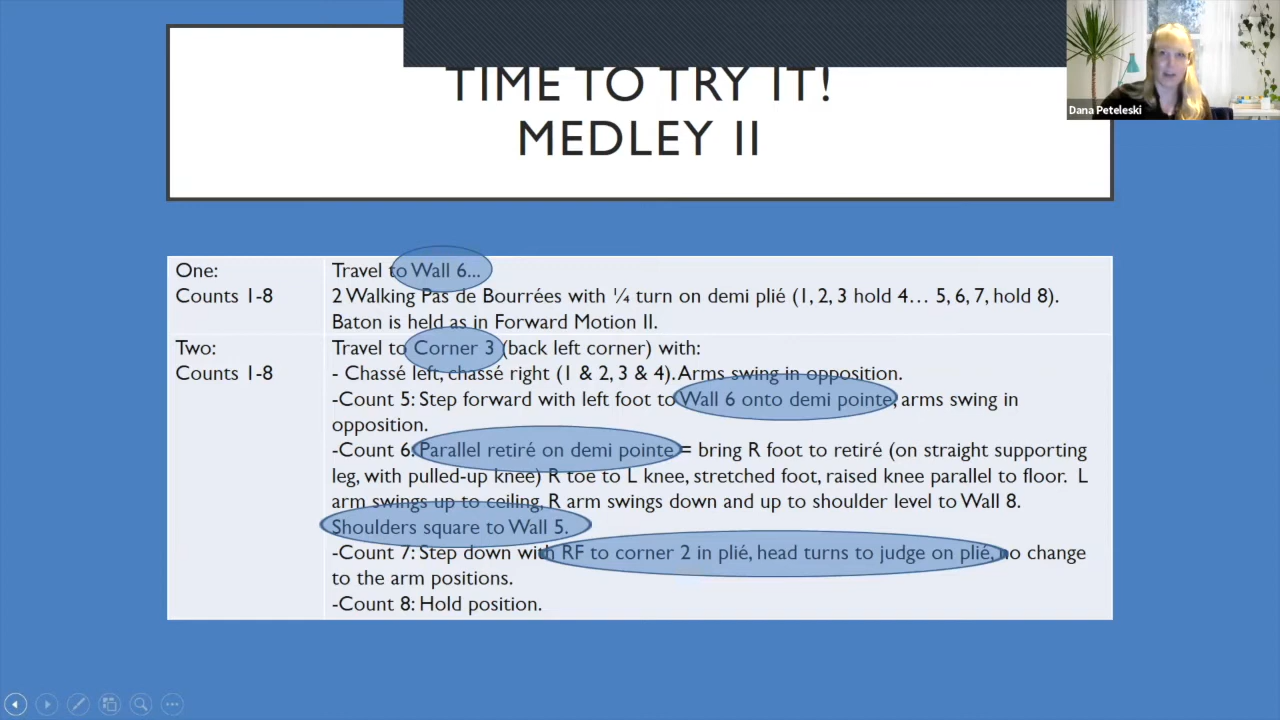 TIME TO TRY IT!
MEDLEY II
Dana Peteleski
One:
Counts 1-8
Travel to Wall 6...
2 Walking Pas de Bourrées with ¼ turn on demi plié (1, 2, 3 hold 4… 5, 6, 7, hold 8).
Baton is held as in Forward Motion II.
Two:
Counts 1-8
Travel to Corner 3 (back left corner) with:
- Chassé left, chassé right (1 & 2, 3 & 4). Arms swing in opposition.
-Count 5: Step forward with left foot to Wall 6 onto demi pointe, arms swing in
opposition.
-Count 6: Parallel retiré on demi pointe = bring R foot to retiré (on straight supporting
leg, with pulled-up knee) R toe to L knee, stretched foot, raised knee parallel to floor. L
arm swings up to ceiling, R arm swings down and up to shoulder level to Wall 8.
Shoulders square to Wall 5.
-Count 7: Step down with RF to corner 2 in plié, head turns to judge on plié, no change
to the arm positions.
-Count 8: Hold position.